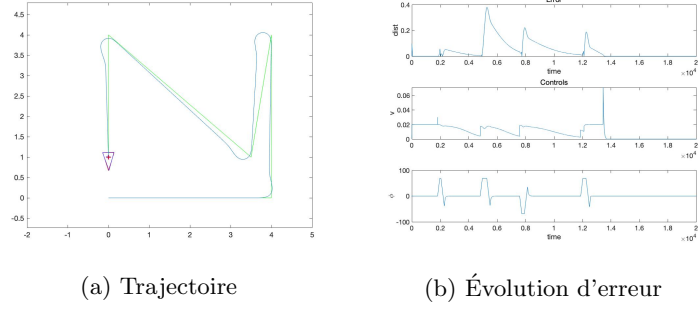 4.5
4
3.5
3
2.5
2
1.5
1
0.5
0
-0.5
-2 -1 0 1 2 3 4 5
Error
0.4
0.2
0
dist
0 0.2 0.4 0.6 0.8 1 1.2 1.4 1.6 1.8 2
time
×10⁴
Controls
0.06
0.04
0.02
0
v
0 0.2 0.4 0.6 0.8 1 1.2 1.4 1.6 1.8 2
×10⁴
100
0
-100
0 0.2 0.4 0.6 0.8 1 1.2 1.4 1.6 1.8 2
time
×10⁴
(a) Trajectoire
(b) Évolution d'erreur